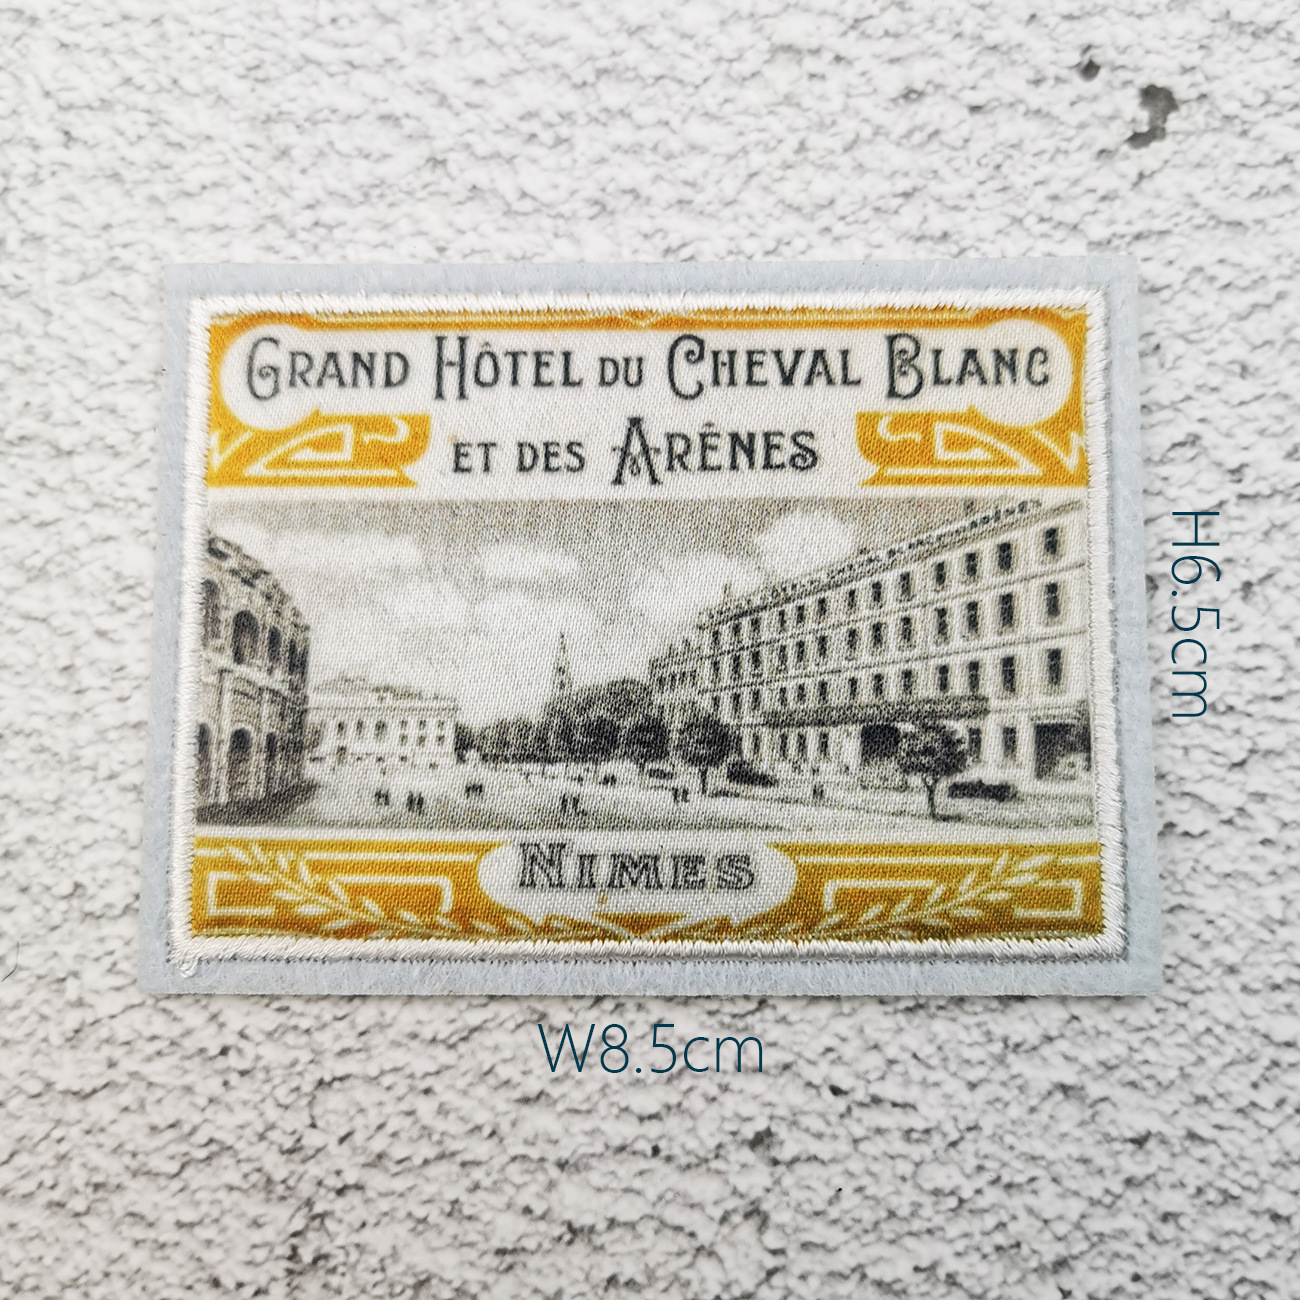 GRAND HÔTEL DU CHEVAL BLANC
ET DES ARÊNES
NIMES
H6.5cm
W8.5cm